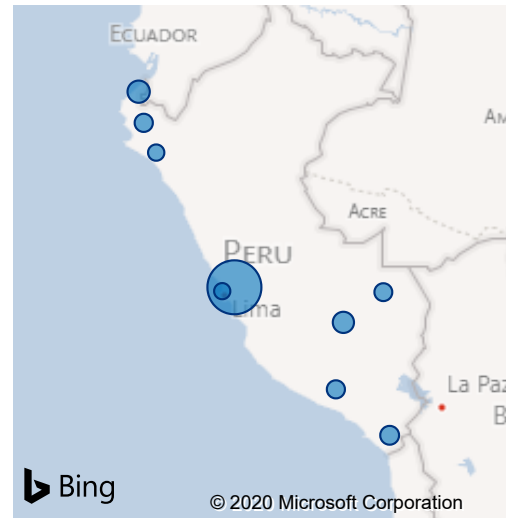 ECUADOR
AM
ACRE
PERU
Lima
La Paz
B
Bing
© 2020 Microsoft Corporation